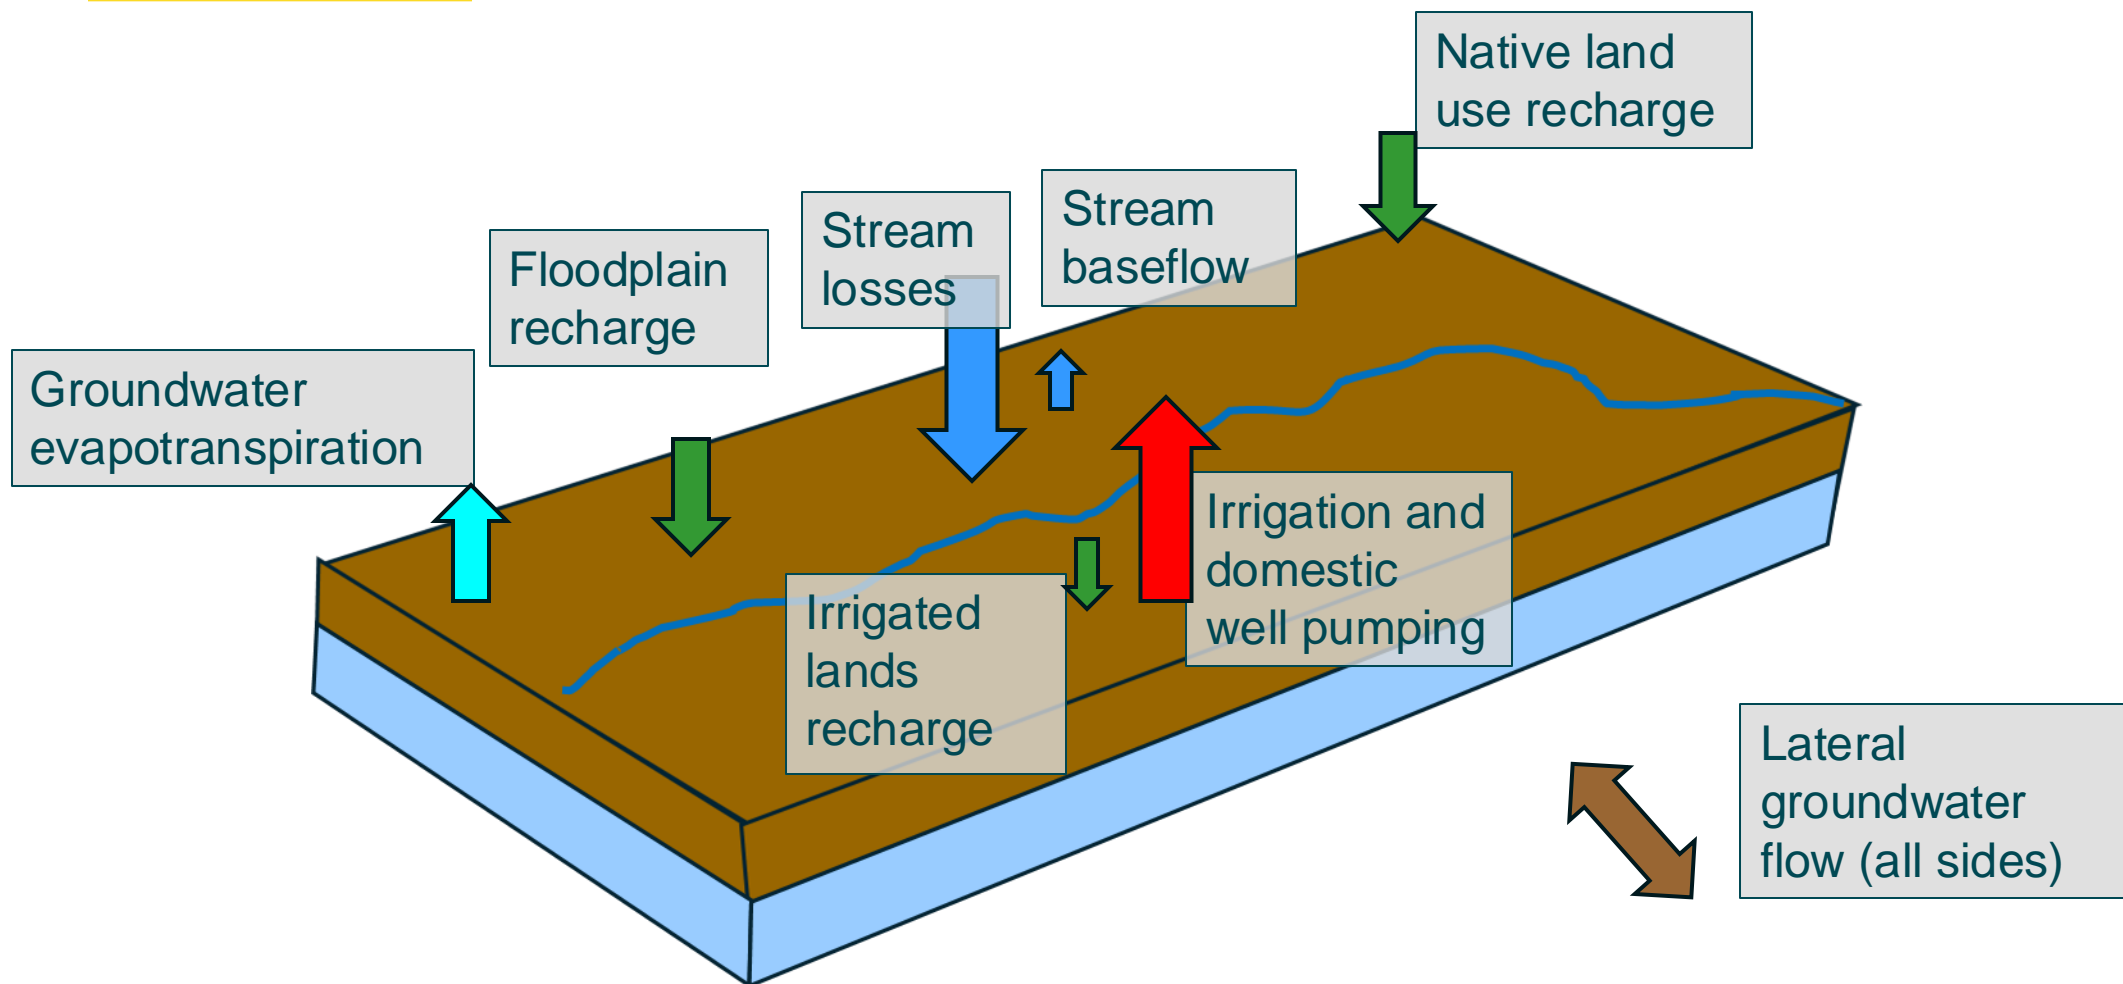 Native land
use recharge
Stream
baseflow
Stream
losses
Floodplain
recharge
Groundwater
evapotranspiration
Irrigation and
domestic
well pumping
Irrigated
lands
recharge
Lateral
groundwater
flow (all sides)